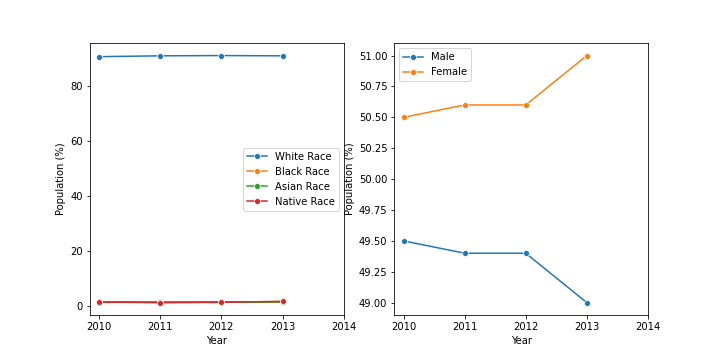 Population (%)
80
60
40
20
0
2010 2011 2012 2013 2014
Year
White Race
Black Race
Asian Race
Native Race
Population (%)
51.00
50.75
50.50
50.25
50.00
49.75
49.50
49.25
49.00
2010 2011 2012 2013 2014
Year
Male
Female